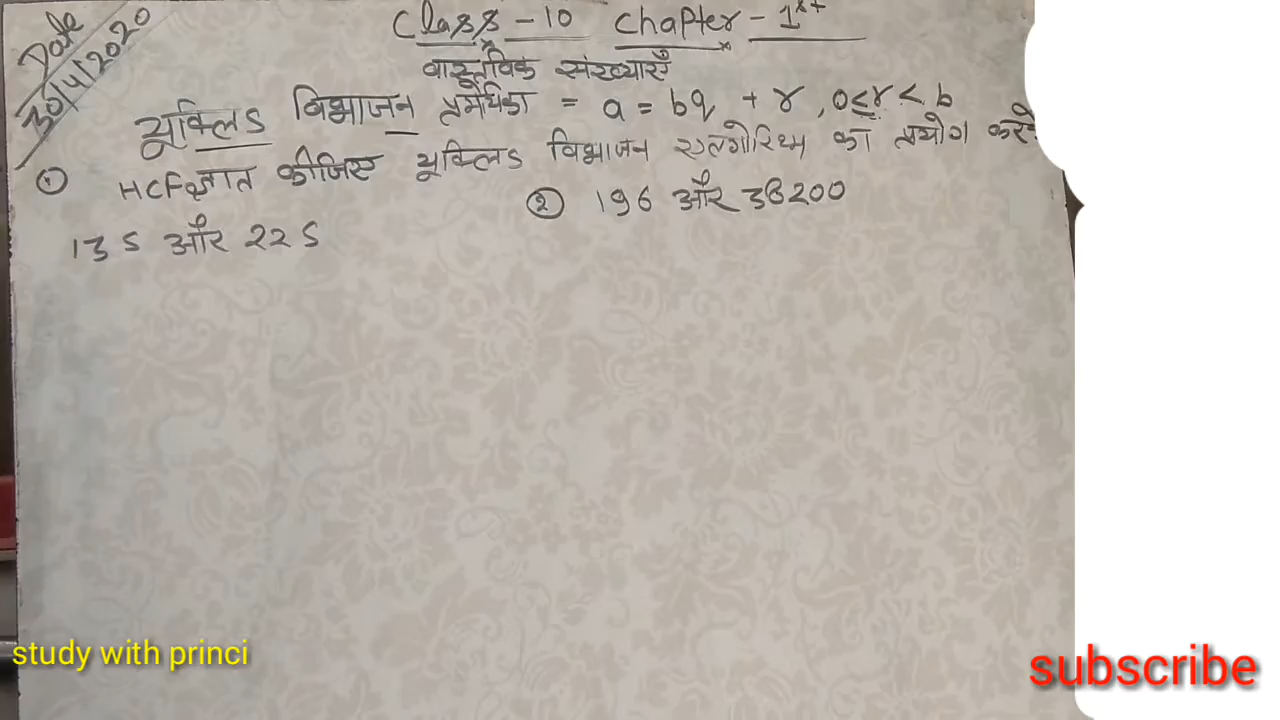 Date
30/4/2020
Class - 10 Chapter - 1st
वास्तविक संख्याएँ
यूक्लिड विभाजन प्रमेयिका = a = bq + r , 0 ≤ r < b
① HCF ज्ञात कीजिए यूक्लिड विभाजन एल्गोरिथ्म का प्रयोग करके
135 और 225
② 196 और 38200
study with princi
subscribe